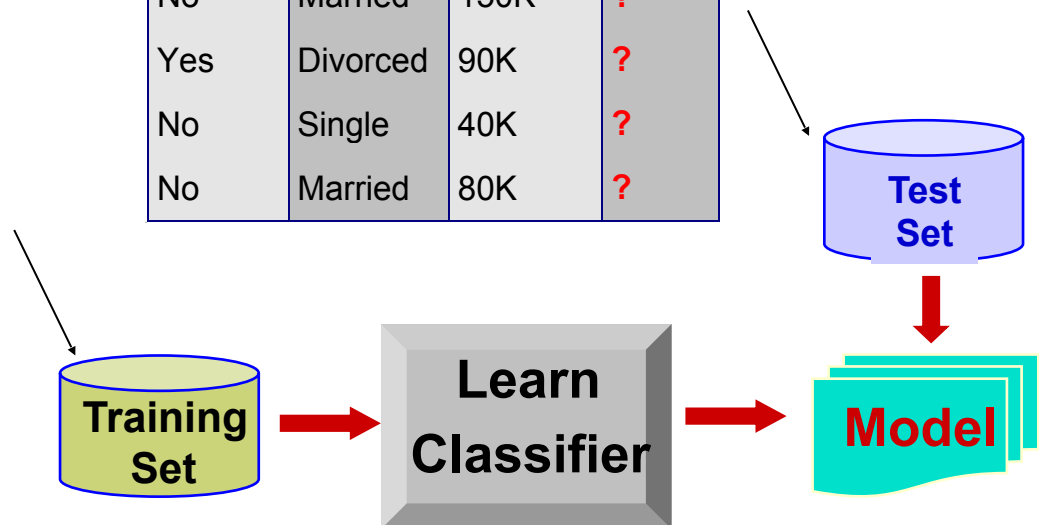 Yes Divorced 90K ?
No Single 40K ?
No Married 80K ?
Test
Set
Training
Set
Learn
Classifier
Model